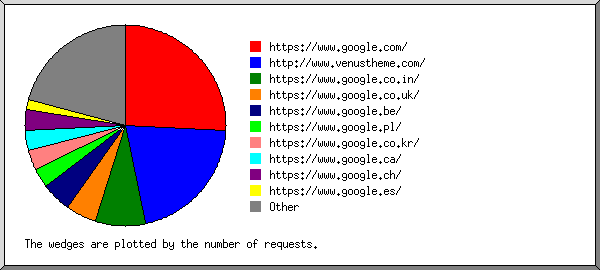 https://www.google.com/
http://www.venustheme.com/
https://www.google.co.in/
https://www.google.co.uk/
https://www.google.be/
https://www.google.pl/
https://www.google.co.kr/
https://www.google.ca/
https://www.google.ch/
https://www.google.es/
Other
The wedges are plotted by the number of requests.